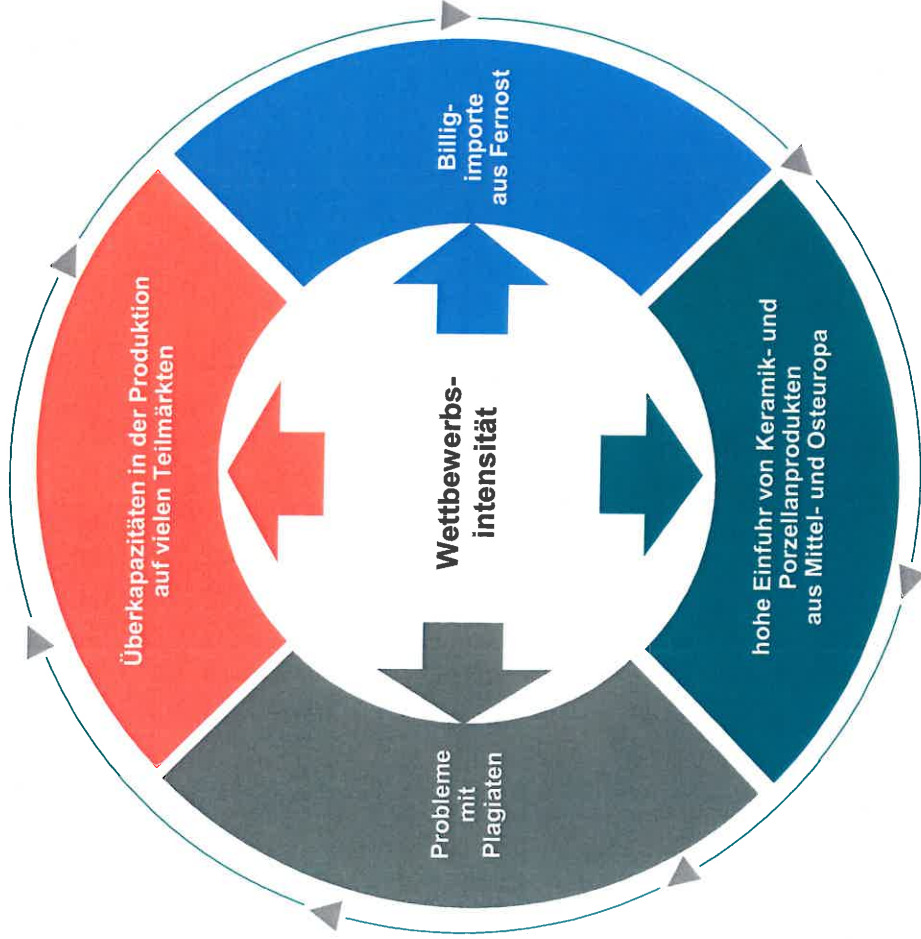 Überkapazitäten in der Produktion
auf vielen Teilmärkten
Billig-
importe
aus Fernost
Wettbewerbs-
intensität
Probleme
mit
Plagiaten
hohe Einfuhr von Keramik- und
Porzellanprodukten
aus Mittel- und Osteuropa